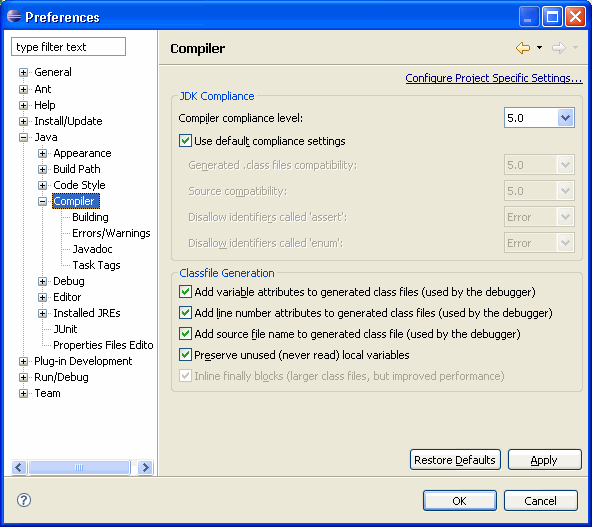 Preferences
type filter text
General
Ant
Help
Install/Update
Java
Appearance
Build Path
Code Style
Compiler
Building
Errors/Warnings
Javadoc
Task Tags
Debug
Editor
Installed JREs
JUnit
Properties Files Edito
Plug-in Development
Run/Debug
Team
Compiler
Configure Project Specific Settings...
JDK Compliance
Compiler compliance level: 5.0
Use default compliance settings
Generated .class files compatibility: 5.0
Source compatibility: 5.0
Disallow identifiers called 'assert': Error
Disallow identifiers called 'enum': Error
Classfile Generation
Add variable attributes to generated class files (used by the debugger)
Add line number attributes to generated class files (used by the debugger)
Add source file name to generated class file (used by the debugger)
Preserve unused (never read) local variables
Inline finally blocks (larger class files, but improved performance)
Restore Defaults Apply
? OK Cancel